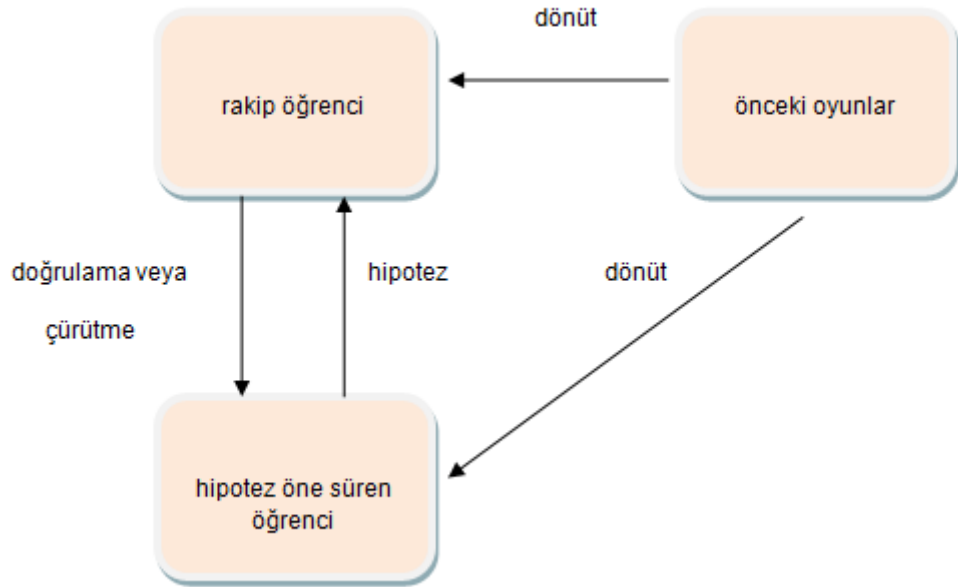 dönüt
rakip öğrenci
önceki oyunlar
doğrulama veya
çürütme
hipotez
dönüt
hipotez öne süren
öğrenci